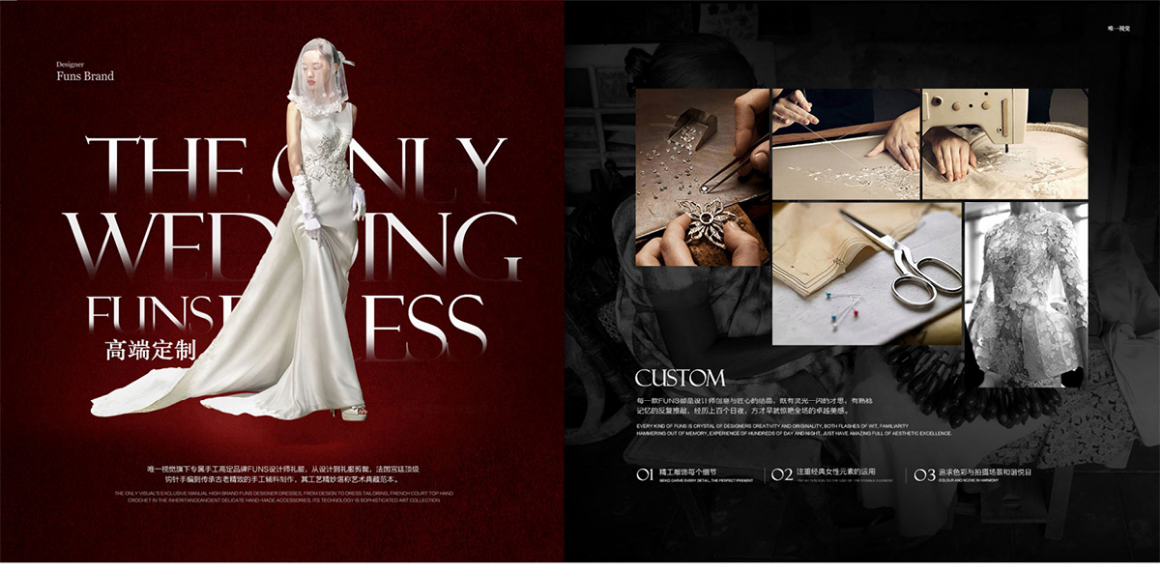 Designer
Funs Brand
THE ONLY
WEDDING
FUNS DRESS
高端定制
唯一视觉旗下专属手工高定品牌FUNS设计师礼服，从设计到礼服剪裁，法国宫廷顶级
钩针手编到传承古老精致的手工辅料制作，其工艺精妙堪称艺术典藏范本。
THE ONLY VISUAL'S EXCLUSIVE MANUAL HIGH BRAND FUNS DESIGNER DRESSES, FROM DESIGN TO DRESS TAILORING, FRENCH COURT TOP HAND
CROCHET IN THE INHERITANCEANCIENT DELICATE HAND-MADE ACCESSORIES, ITS TECHNOLOGY IS SOPHISTICATED ART COLLECTION
唯一视觉
CUSTOM
每一款FUNS都是设计师创意与匠心的结晶，既有灵光一闪的才思，有熟稔
记忆的反复推敲，经历上百个日夜，方才早就惊艳全场的卓越美感。
EVERY KIND OF FUNS IS CRYSTAL OF DESIGNERS CREATIVITY AND ORIGINALITY, BOTH FLASHES OF WIT, FAMILIARITY
HAMMERING OUT OF MEMORY, EXPERIENCE OF HUNDREDS OF DAY AND NIGHT, JUST HAVE AMAZING FULL OF AESTHETIC EXCELLENCE.
01 精工雕饰每个细节
SEIKO CARVE EVERY DETAIL, THE PERFECT PRESENT
02 注重经典女性元素的运用
03 追求色彩与拍摄场景和谐悦目
COLOUR AND SCENE IN HARMONY